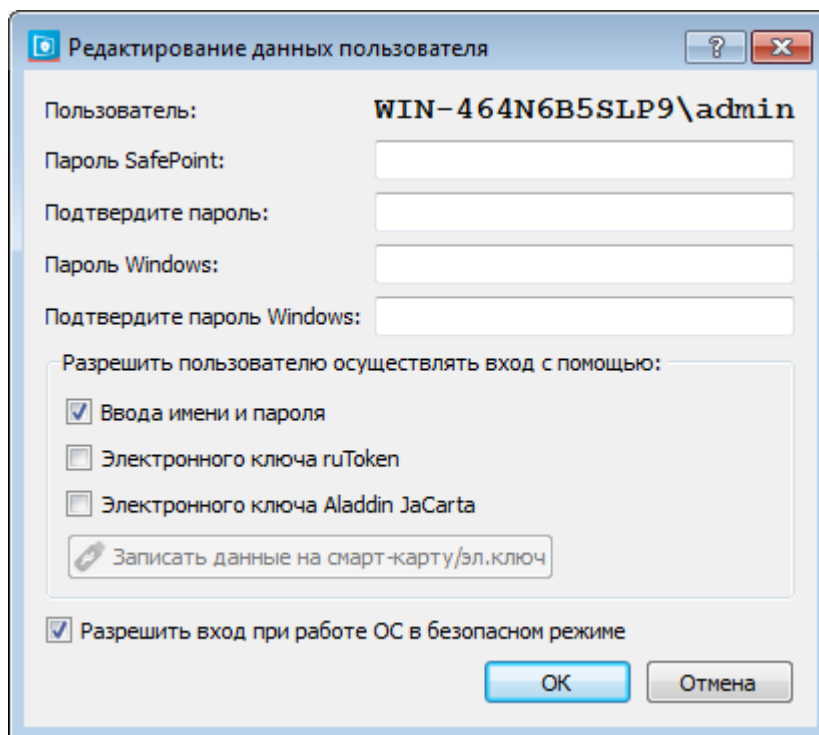 Редактирование данных пользователя
Пользователь: WIN-464N6B5SLP9\admin
Пароль SafePoint:
Подтвердите пароль:
Пароль Windows:
Подтвердите пароль Windows:
Разрешить пользователю осуществлять вход с помощью:
Ввода имени и пароля
Электронного ключа ruToken
Электронного ключа Aladdin JaCarta
Записать данные на смарт-карту/эл.ключ
Разрешить вход при работе ОС в безопасном режиме
ОК Отмена